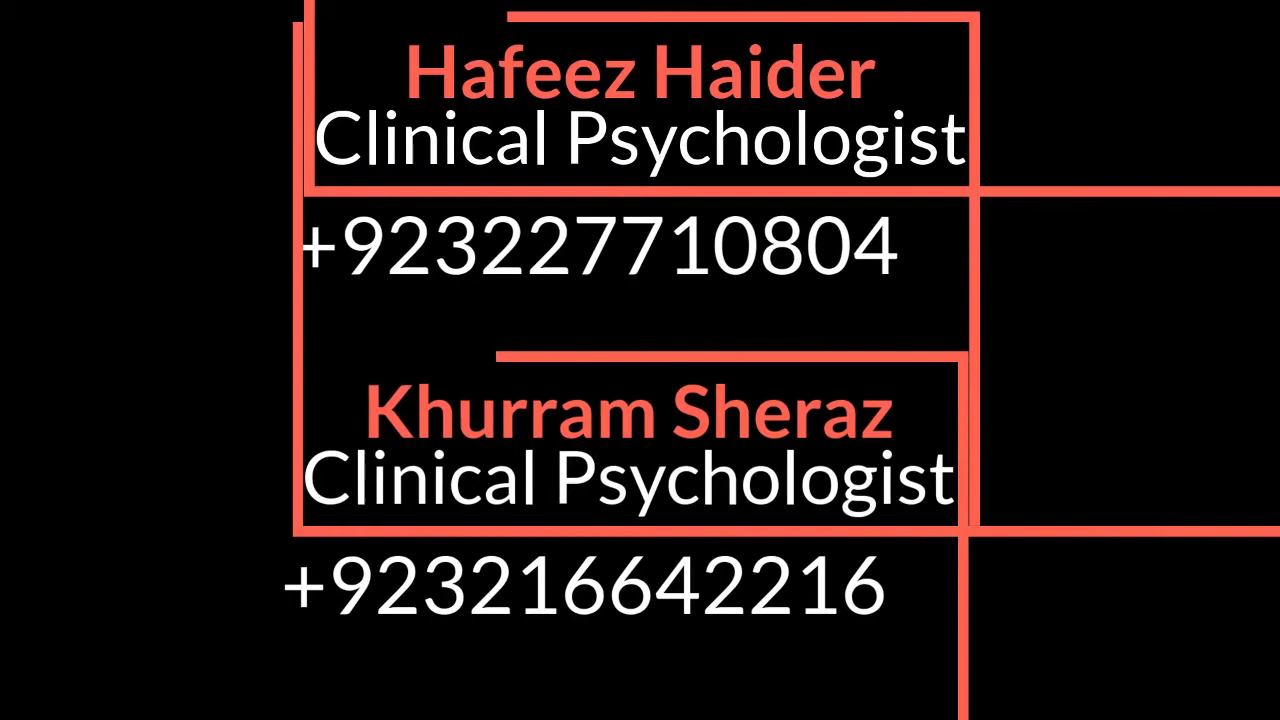 Hafeez Haider
Clinical Psychologist
+923227710804
Khurram Sheraz
Clinical Psychologist
+923216642216